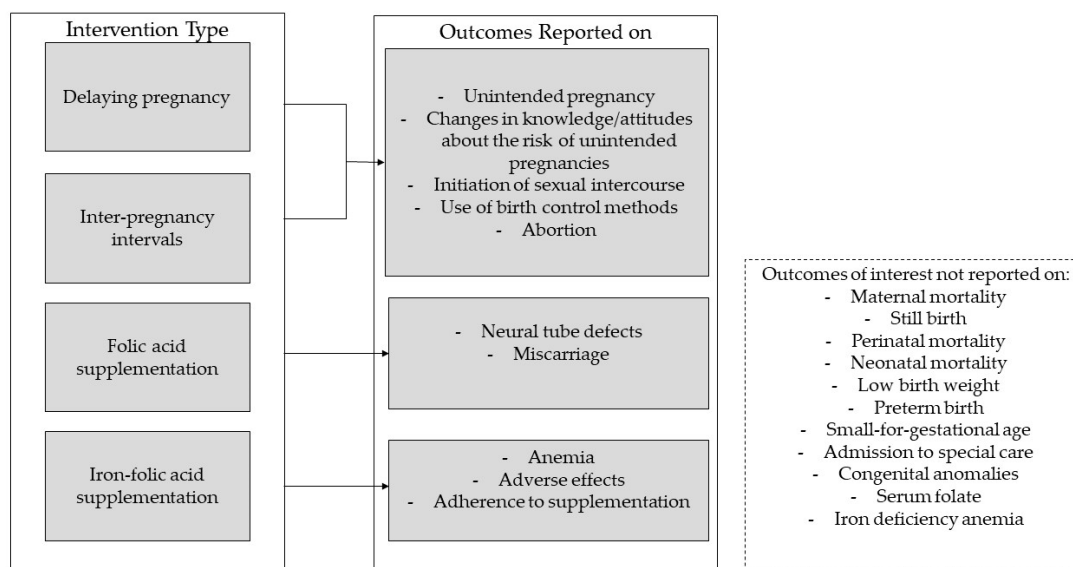 Intervention Type
Delaying pregnancy
Inter-pregnancy
intervals
Folic acid
supplementation
Iron-folic acid
supplementation
Outcomes Reported on
- Unintended pregnancy
- Changes in knowledge/attitudes
about the risk of unintended
pregnancies
- Initiation of sexual intercourse
- Use of birth control methods
- Abortion
- Neural tube defects
- Miscarriage
- Anemia
- Adverse effects
- Adherence to supplementation
Outcomes of interest not reported on:
- Maternal mortality
- Still birth
- Perinatal mortality
- Neonatal mortality
- Low birth weight
- Preterm birth
- Small-for-gestational age
- Admission to special care
- Congenital anomalies
- Serum folate
- Iron deficiency anemia